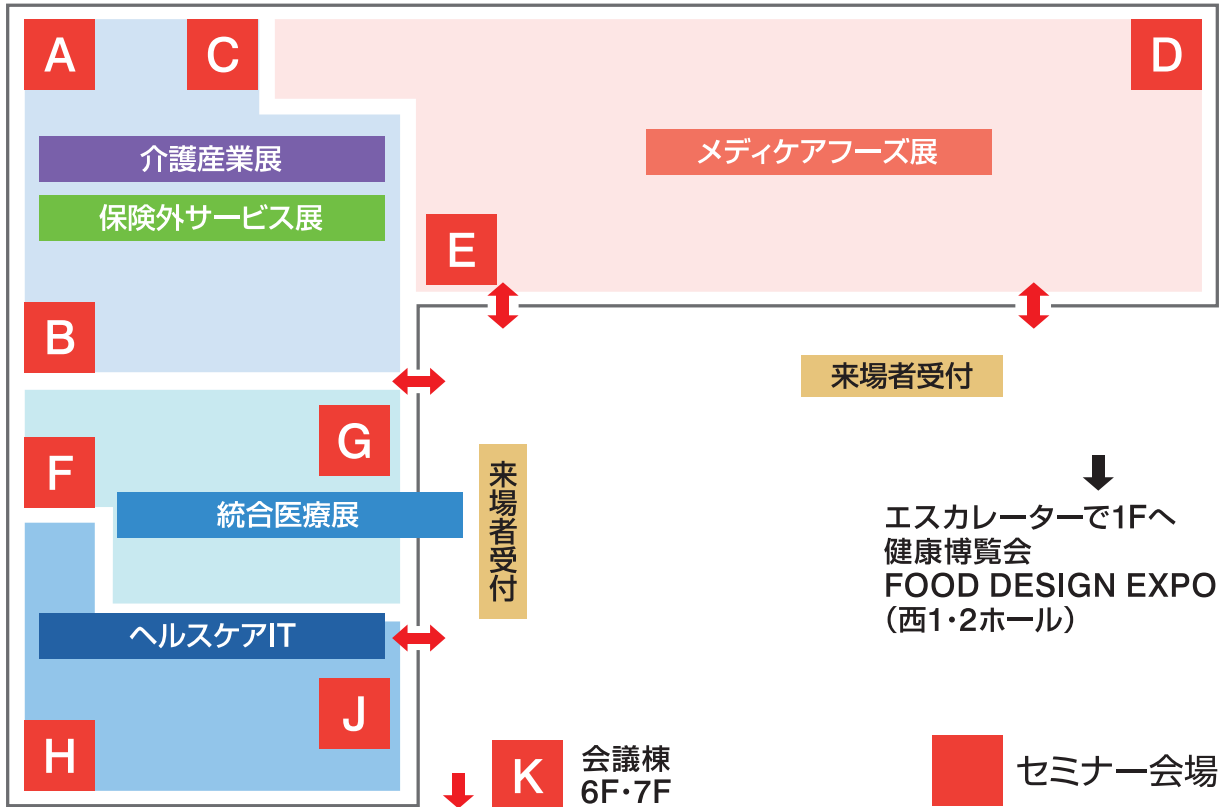 A
C
D
介護産業展
メディケアフーズ展
保険外サービス展
E
B
来場者受付
G
F
来場者受付
統合医療展
エスカレーターで1Fへ
健康博覧会
FOOD DESIGN EXPO
(西1・2ホール)
ヘルスケアIT
J
H
K
会議棟
6F・7F
セミナー会場